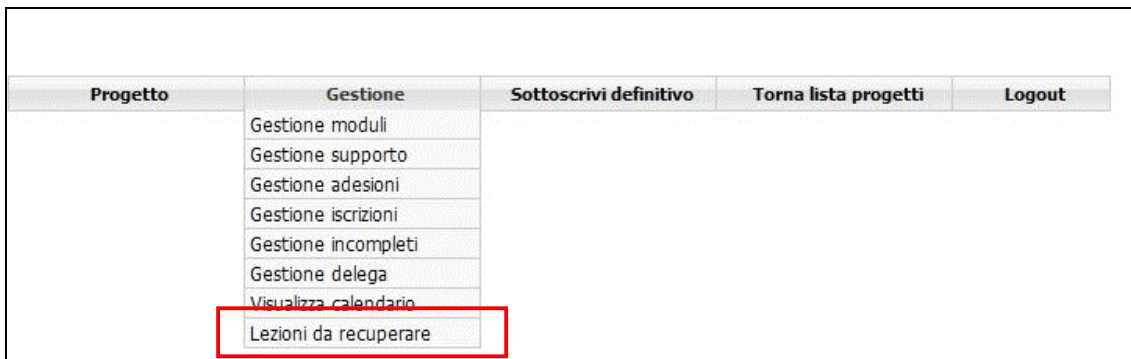 Progetto Gestione Sottoscrivi definitivo Torna lista progetti Logout
Gestione moduli
Gestione supporto
Gestione adesioni
Gestione iscrizioni
Gestione incompleti
Gestione delega
Visualizza calendario
Lezioni da recuperare